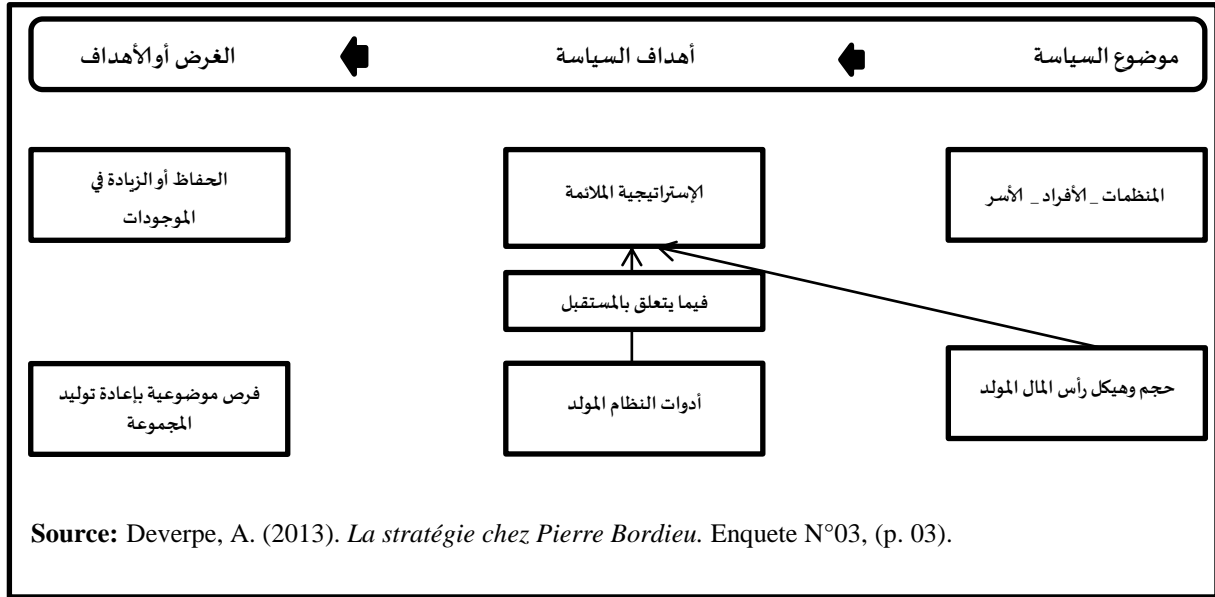 موضوع السياسة
أهداف السياسة
الغرض أو الأهداف
المنظمات _ الأفراد _ الأسر
الإستراتيجية الملائمة
الحفاظ أو الزيادة في
الموجودات
فيما يتعلق بالمستقبل
حجم وهيكل رأس المال المولد
أدوات النظام المولد
فرص موضوعية بإعادة توليد
المجموعة
Source: Deverpe, A. (2013). La stratégie chez Pierre Bordieu. Enquete N°03, (p. 03).